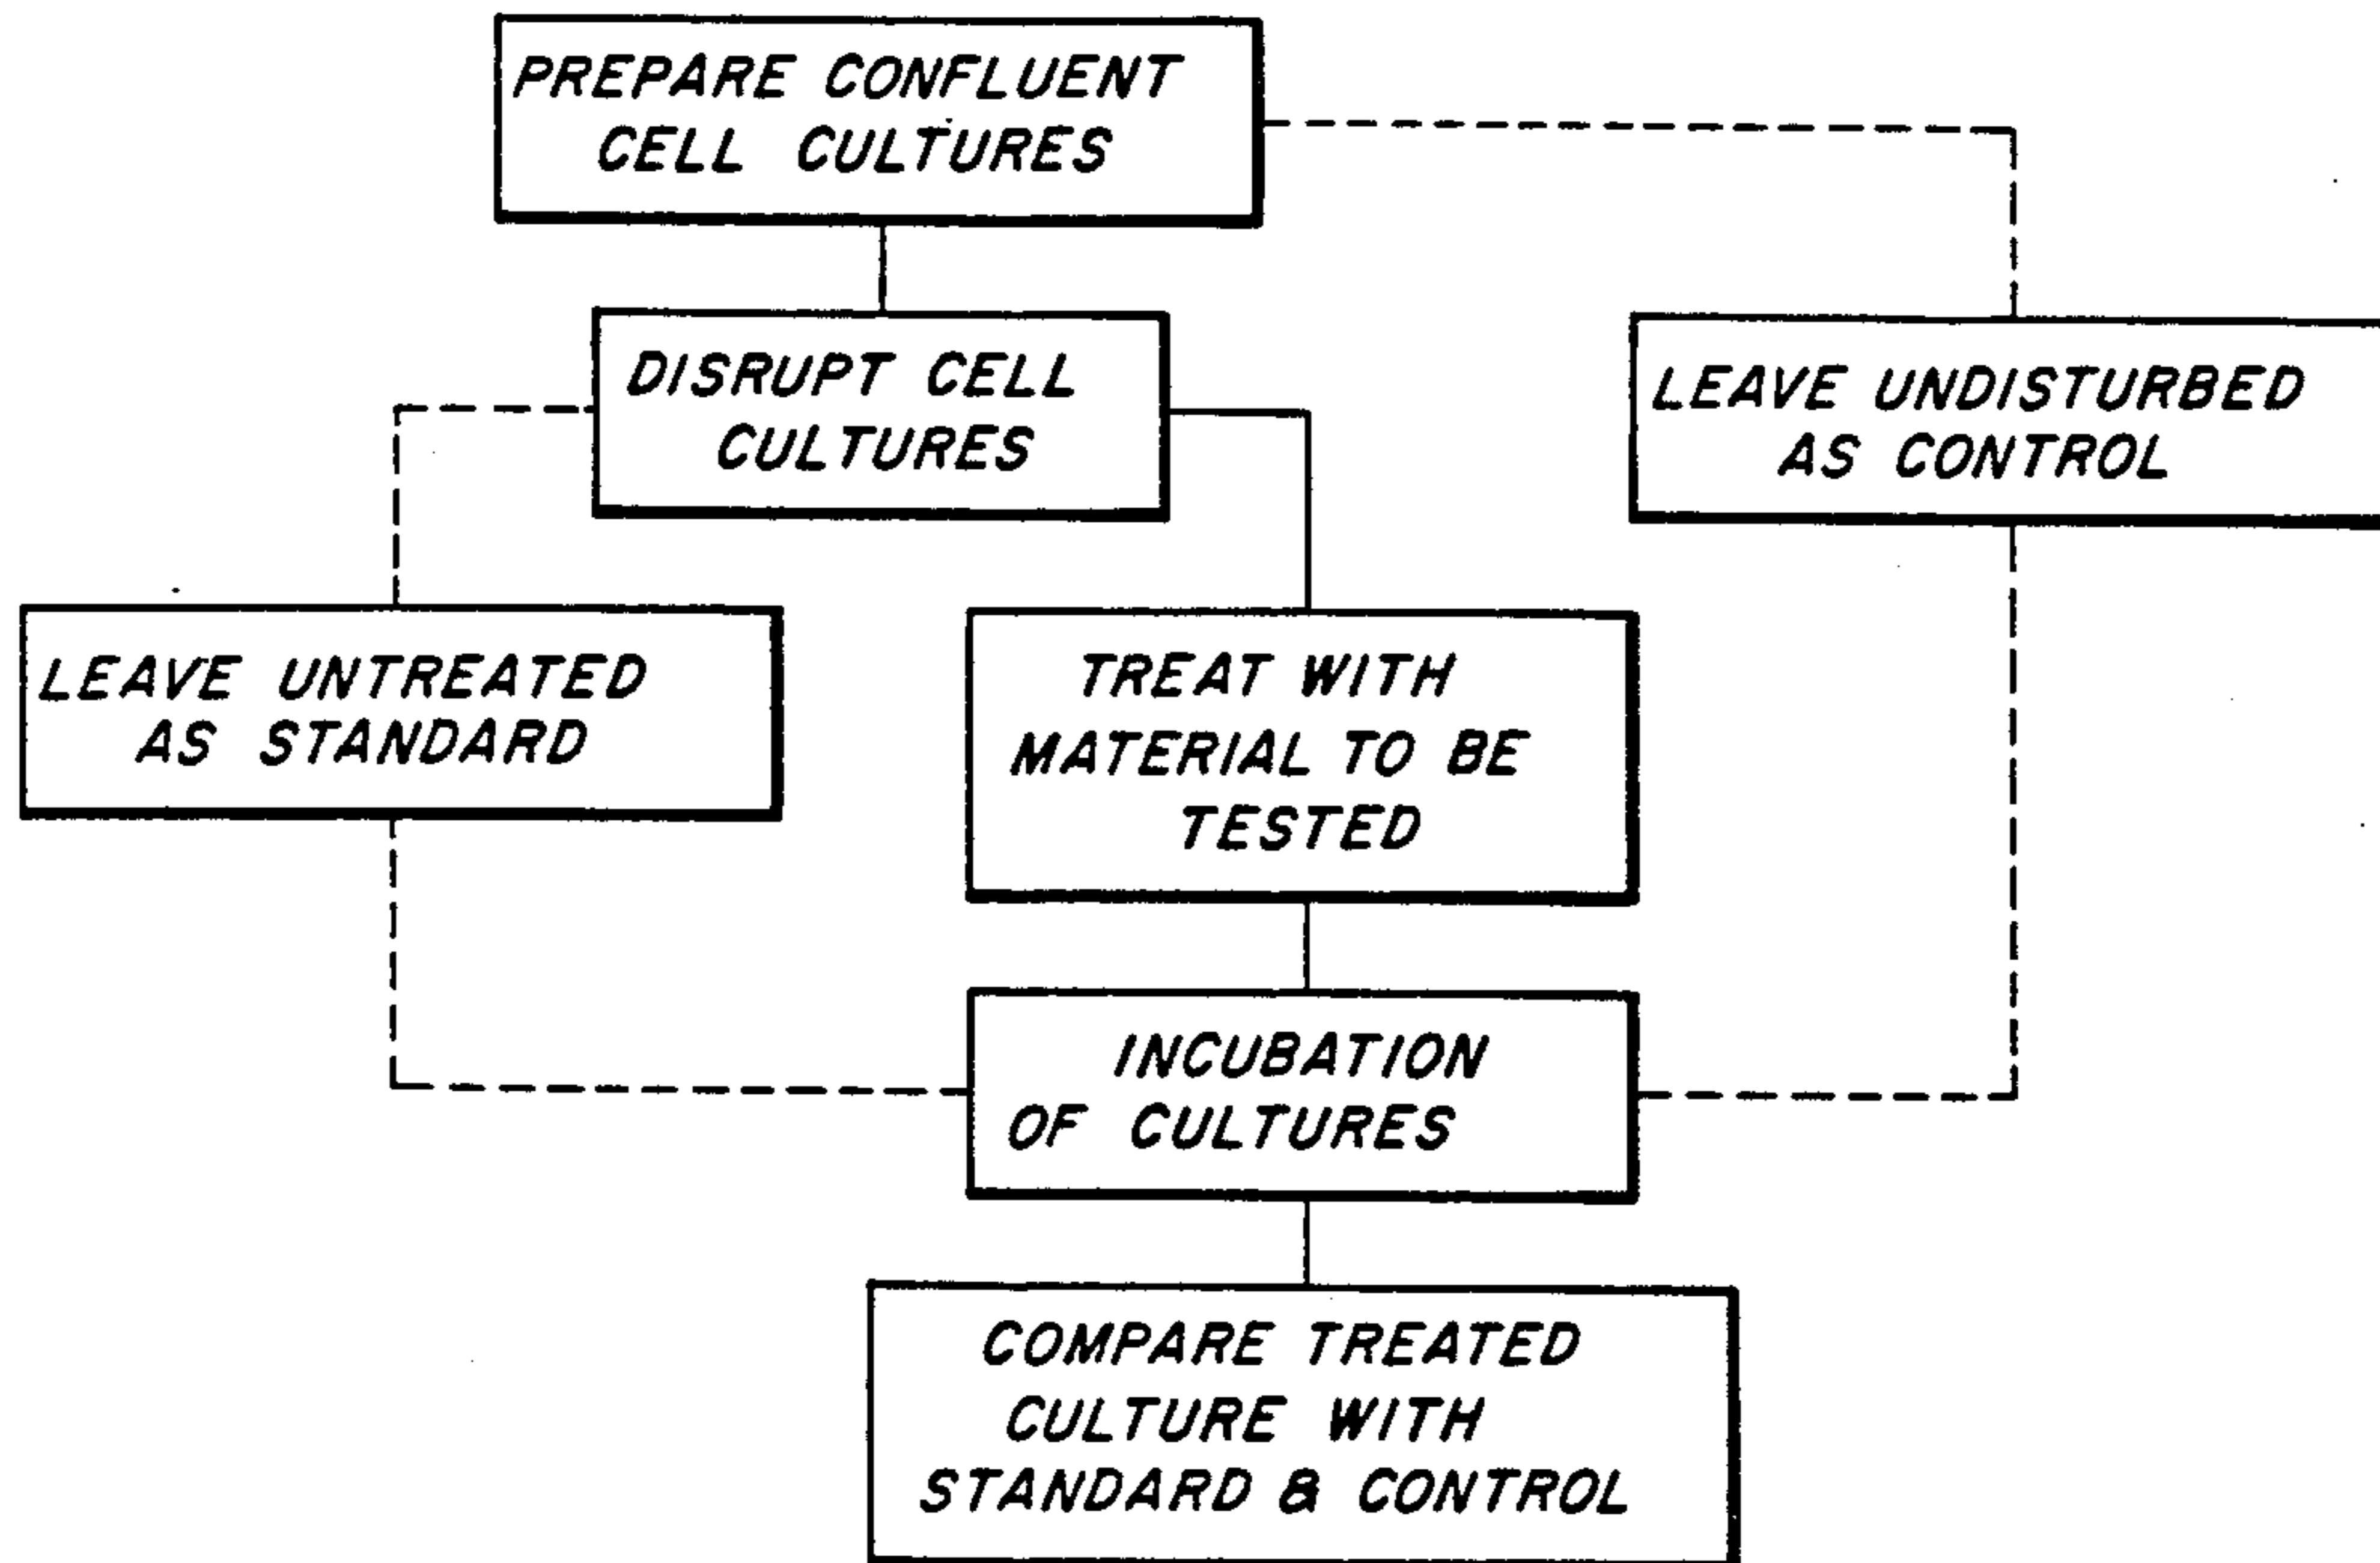 PREPARE CONFLUENT
CELL CULTURES
DISRUPT CELL
CULTURES
LEAVE UNDISTURBED
AS CONTROL
LEAVE UNTREATED
AS STANDARD
TREAT WITH
MATERIAL TO BE
TESTED
INCUBATION
OF CULTURES
COMPARE TREATED
CULTURE WITH
STANDARD & CONTROL